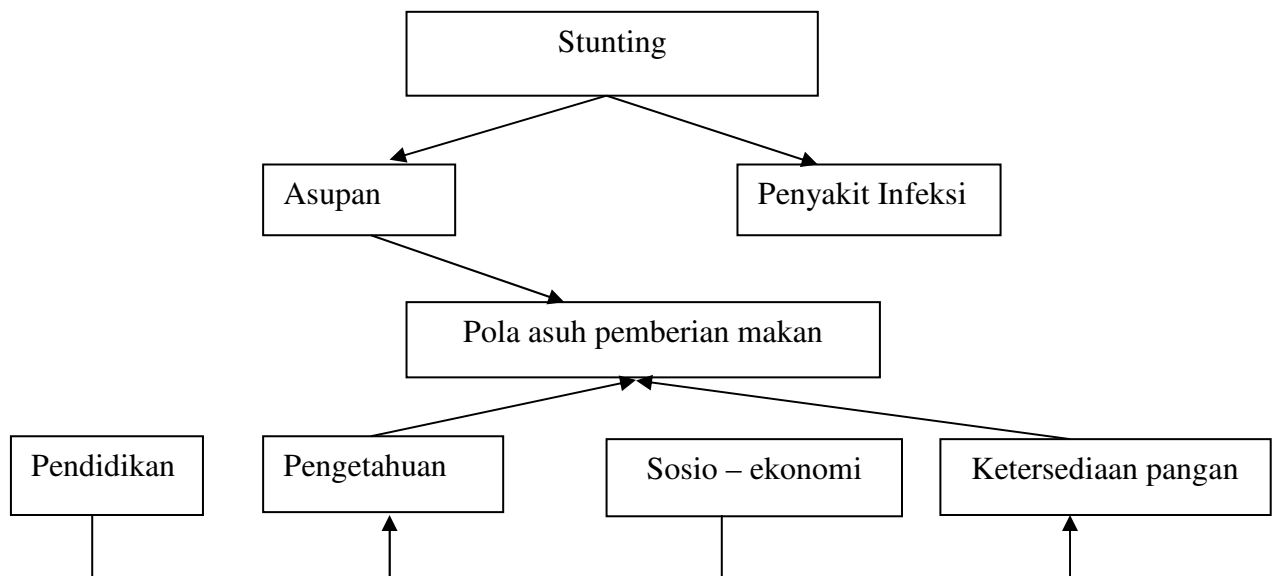 Stunting
Asupan
Penyakit Infeksi
Pola asuh pemberian makan
Pendidikan
Pengetahuan
Sosio – ekonomi
Ketersediaan pangan